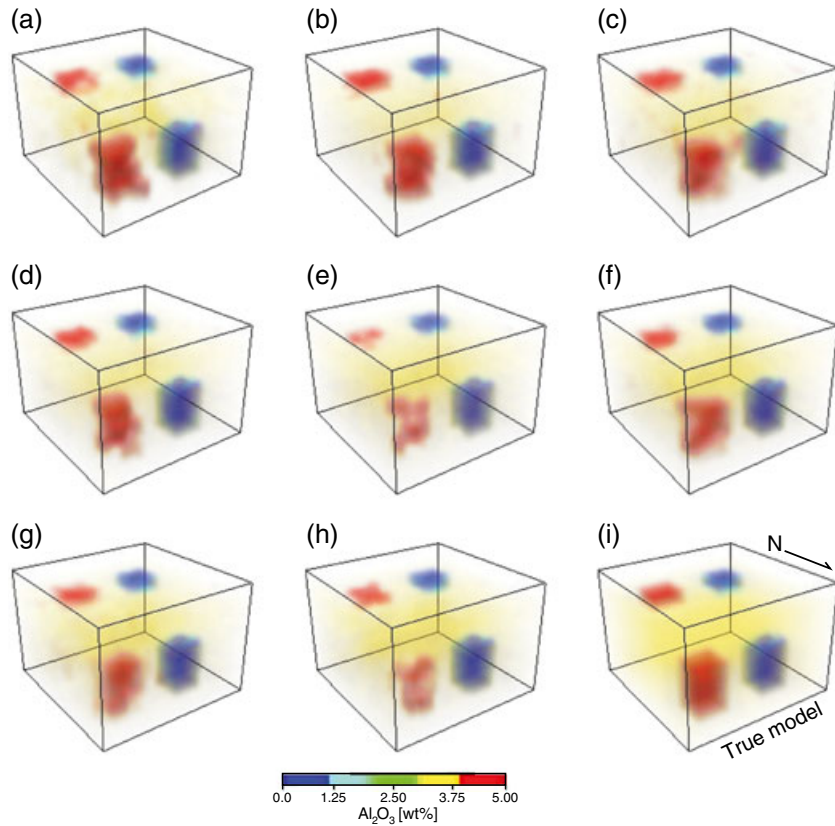 (a) (b) (c)
(d) (e) (f)
(g) (h) (i)
N
True model
0.0 1.25 2.50 3.75 5.00
Al₂O₃ [wt%]